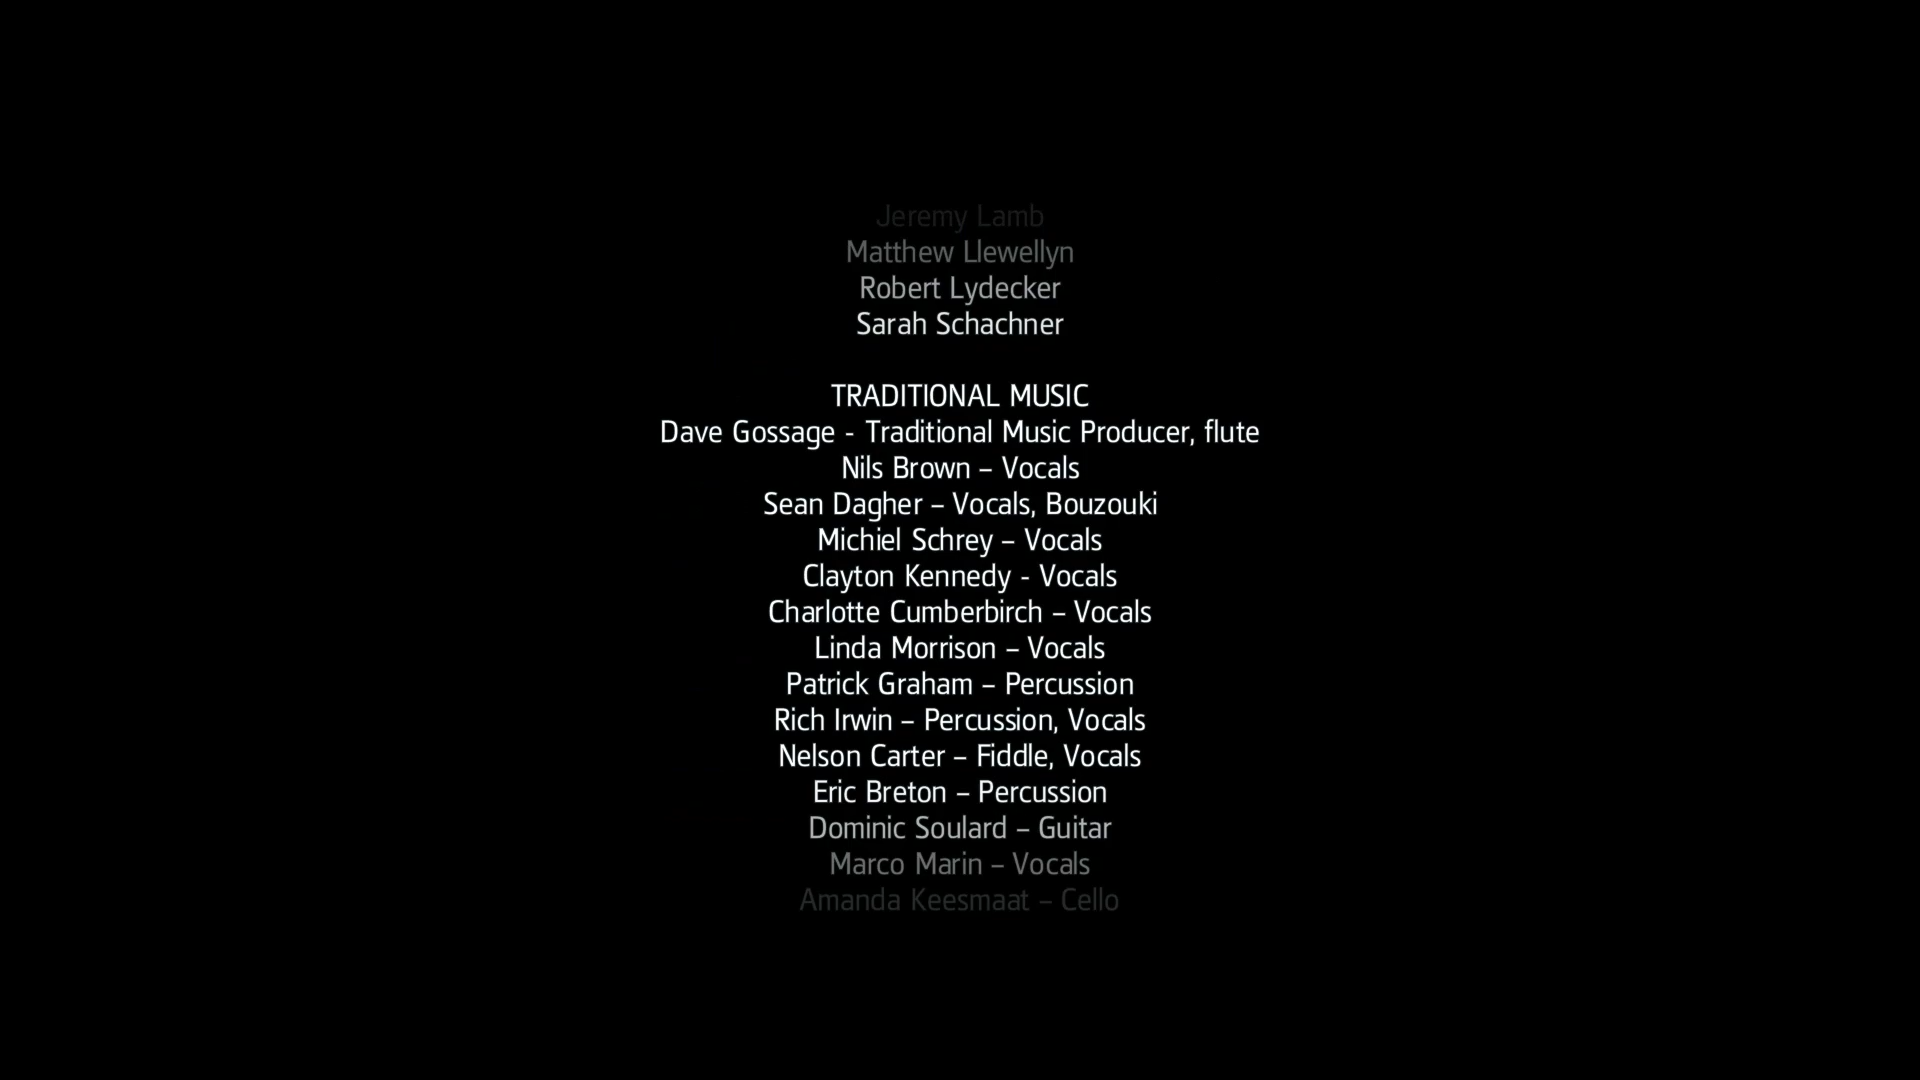 Jeremy Lamb
Matthew Llewellyn
Robert Lydecker
Sarah Schachner
TRADITIONAL MUSIC
Dave Gossage - Traditional Music Producer, flute
Nils Brown – Vocals
Sean Dagher – Vocals, Bouzouki
Michiel Schrey – Vocals
Clayton Kennedy - Vocals
Charlotte Cumberbirch – Vocals
Linda Morrison – Vocals
Patrick Graham – Percussion
Rich Irwin – Percussion, Vocals
Nelson Carter – Fiddle, Vocals
Eric Breton – Percussion
Dominic Soulard – Guitar
Marco Marin – Vocals
Amanda Keesmaat – Cello